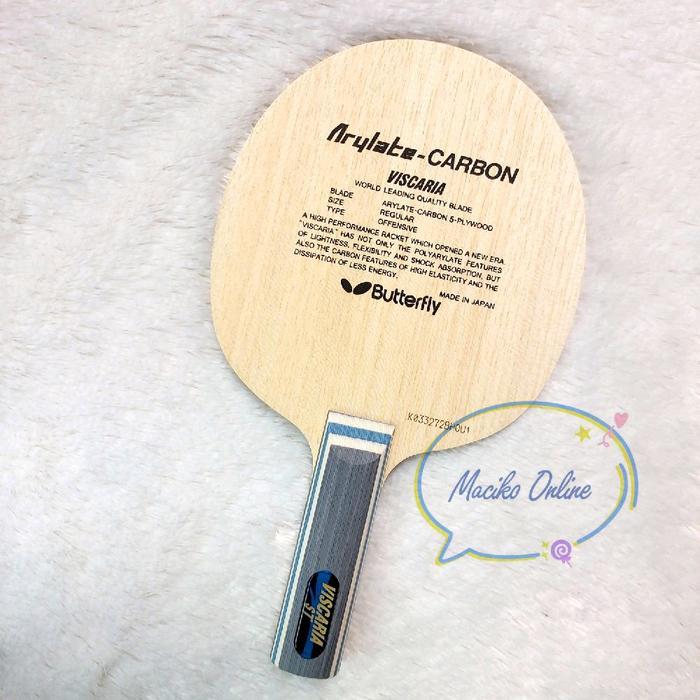 Arylate-CARBON
VISCARIA
WORLD LEADING QUALITY BLADE
BLADE ARYLATE-CARBON 5-PLYWOOD
SIZE REGULAR
TYPE OFFENSIVE
A HIGH PERFORMANCE RACKET WHICH OPENED A NEW ERA
"VISCARIA" HAS NOT ONLY THE POLYARYLATE FEATURES
OF LIGHTNESS, FLEXIBILITY AND SHOCK ABSORPTION, BUT
ALSO THE CARBON FEATURES OF HIGH ELASTICITY AND THE
DISSIPATION OF LESS ENERGY.
MADE IN JAPAN
Butterfly
Maciko Online
VISCARIA
ST